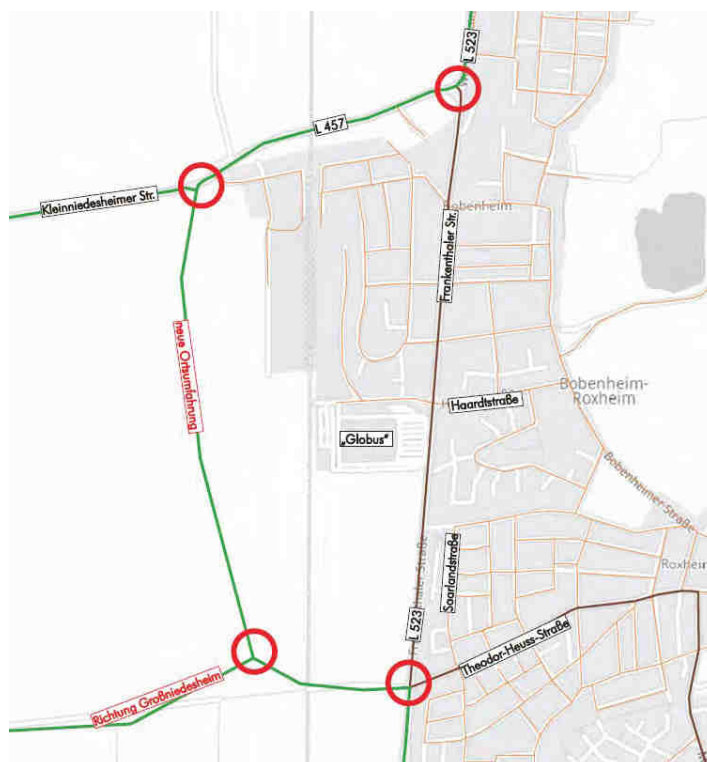 L 523
L 457
Kleinniedesheimer Str.
Bobenheim
Frankenthaler Str.
neue Ortsumfahrung
Haardtstraße
Bobenheim-
Roxheim
„Globus“
Bobenheimer Straße
Saarlandstraße
Roxheim
L 523
Theodor-Heuss-Straße
Richtung Großniedesheim